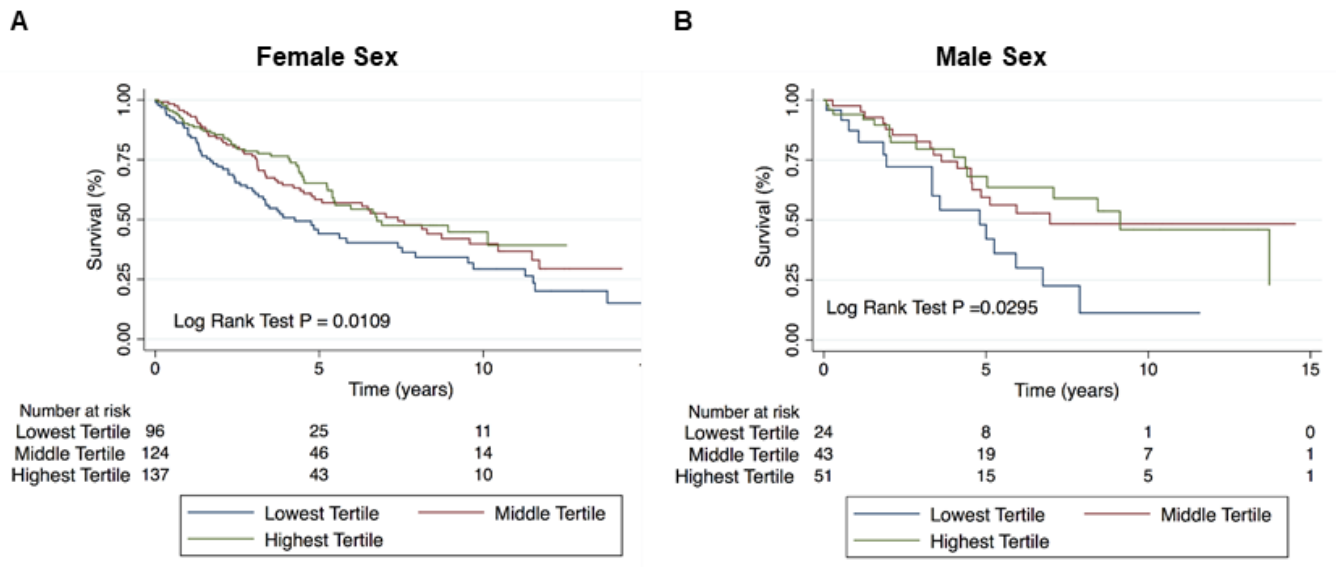 A
Female Sex
Survival (%)
1.00
0.75
0.50
0.25
0.00
Log Rank Test P = 0.0109
0 5 10
Time (years)
Number at risk
Lowest Tertile 96 25 11
Middle Tertile 124 46 14
Highest Tertile 137 43 10
Lowest Tertile Middle Tertile
Highest Tertile
B
Male Sex
Survival (%)
1.00
0.75
0.50
0.25
0.00
Log Rank Test P =0.0295
0 5 10 15
Time (years)
Number at risk
Lowest Tertile 24 8 1 0
Middle Tertile 43 19 7 1
Highest Tertile 51 15 5 1
Lowest Tertile Middle Tertile
Highest Tertile